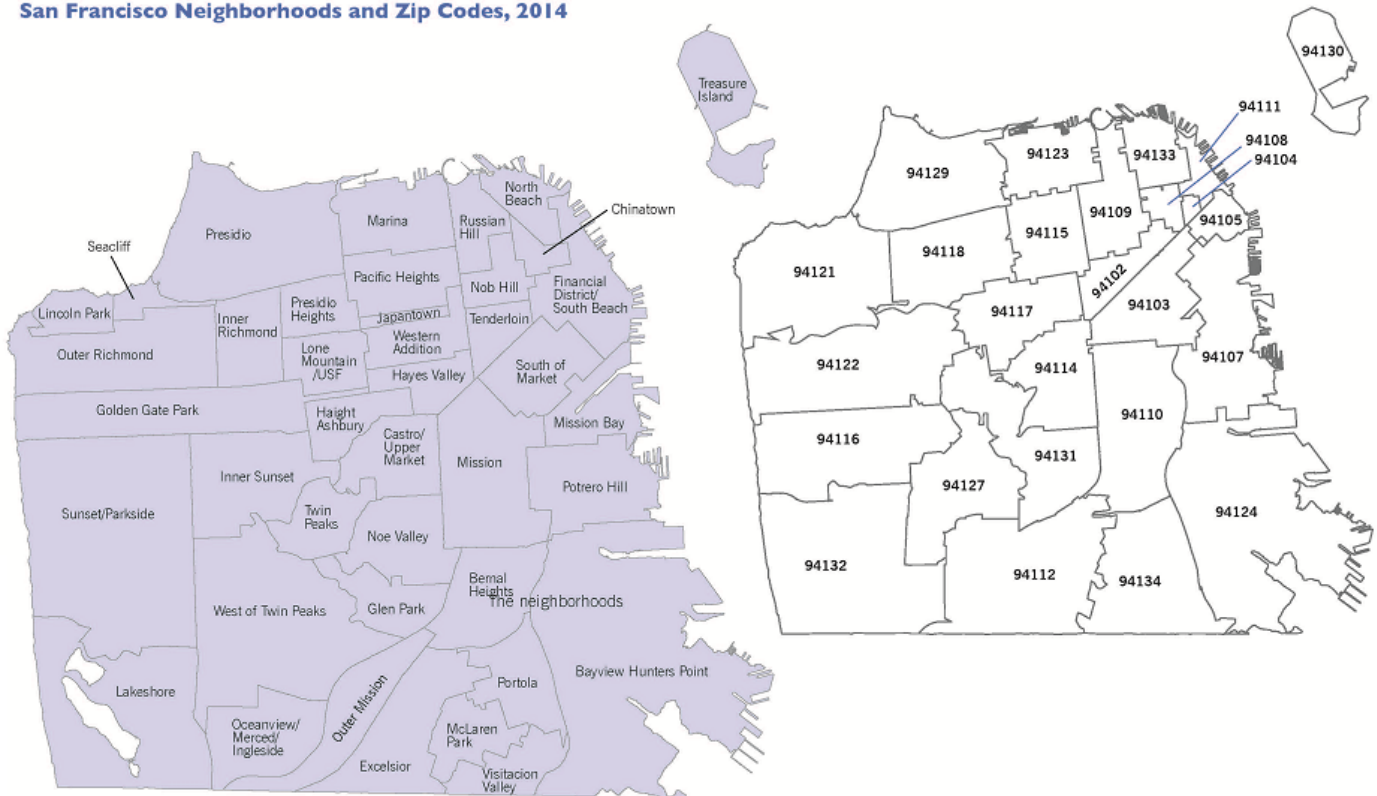 San Francisco Neighborhoods and Zip Codes, 2014
Treasure
Island
North
Beach
Chinatown
Marina
Russian
Hill
Presidio
Seacliff
Pacific Heights
Nob Hill
Financial
District/
South Beach
Lincoln Park
Inner
Richmond
Presidio
Heights
Japantown
Tenderloin
Outer Richmond
Lone
Mountain
/USF
Western
Addition
South of
Market
Hayes Valley
Golden Gate Park
Haight
Ashbury
Castro/
Upper
Market
Mission Bay
Mission
Inner Sunset
Potrero Hill
Sunset/Parkside
Twin
Peaks
Noe Valley
Bernal
Heights
The neighborhoods
West of Twin Peaks
Glen Park
Bayview Hunters Point
Lakeshore
Portola
Outer Mission
Oceanview/
Merced/
Ingleside
McLaren
Park
Excelsior
Visitacion
Valley
94130
94111
94108
94104
94123
94133
94129
94109
94105
94115
94118
94121
94102
94103
94117
94107
94122
94114
94110
94116
94131
94127
94124
94132
94112
94134